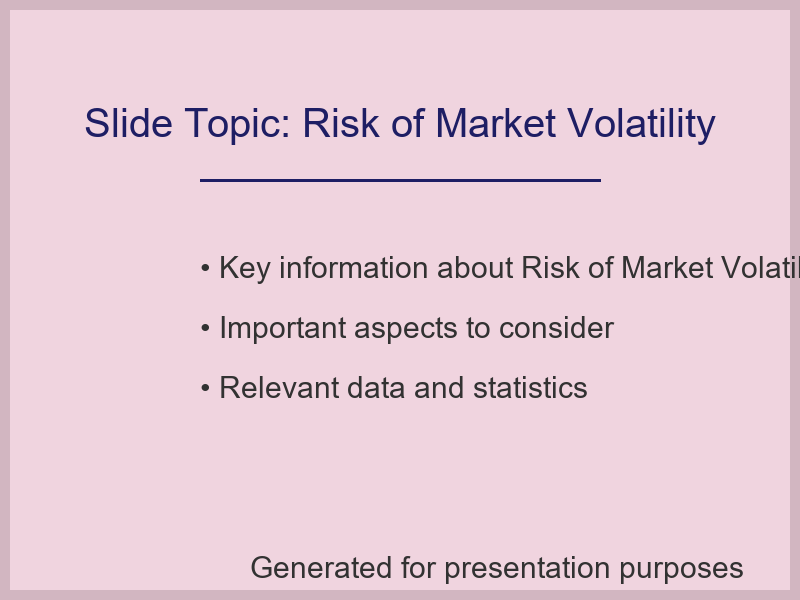 Slide Topic: Risk of Market Volatility
• Key information about Risk of Market Volatil
• Important aspects to consider
• Relevant data and statistics
Generated for presentation purposes